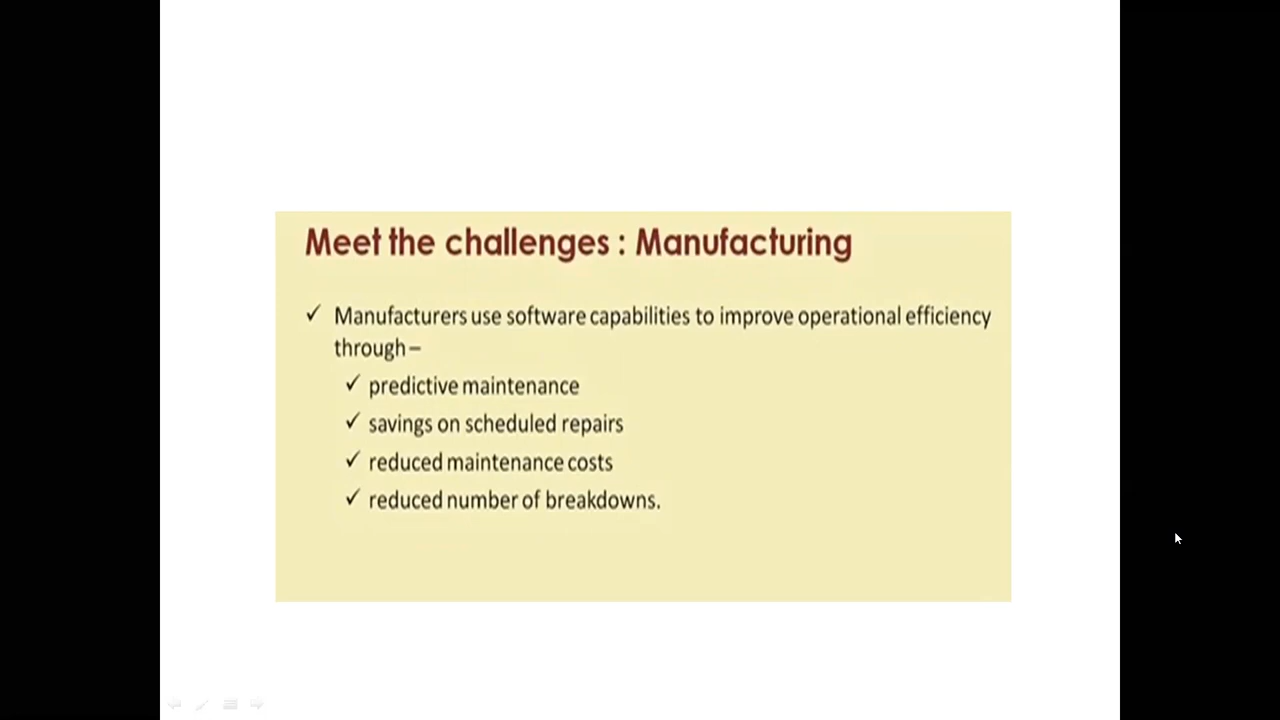 Meet the challenges : Manufacturing
✓ Manufacturers use software capabilities to improve operational efficiency
through –
✓ predictive maintenance
✓ savings on scheduled repairs
✓ reduced maintenance costs
✓ reduced number of breakdowns.